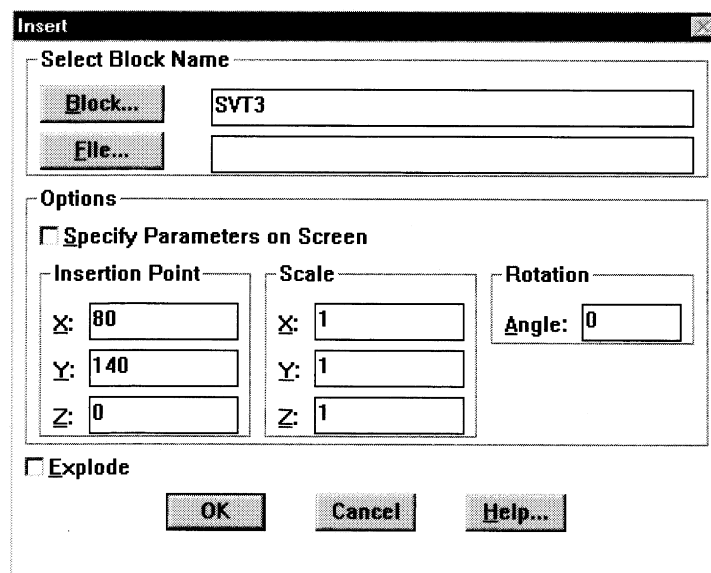 Insert
Select Block Name
Block... SVT3
File...
Options
Specify Parameters on Screen
Insertion Point Scale Rotation
X: 80 X: 1 Angle: 0
Y: 140 Y: 1
Z: 0 Z: 1
Explode
OK Cancel Help...